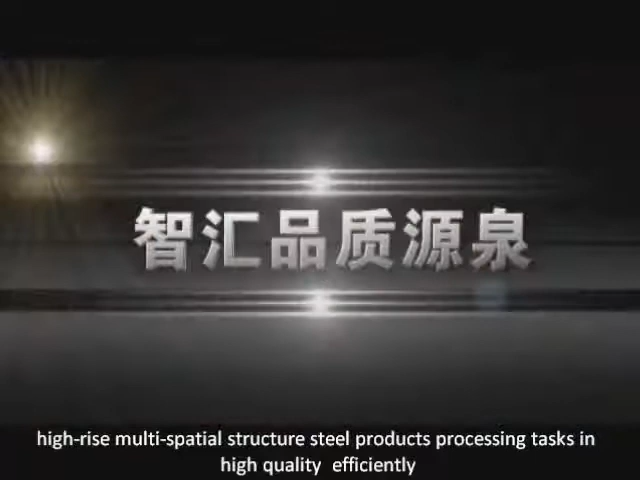 智汇品质源泉
high-rise multi-spatial structure steel products processing tasks in
high quality  efficiently